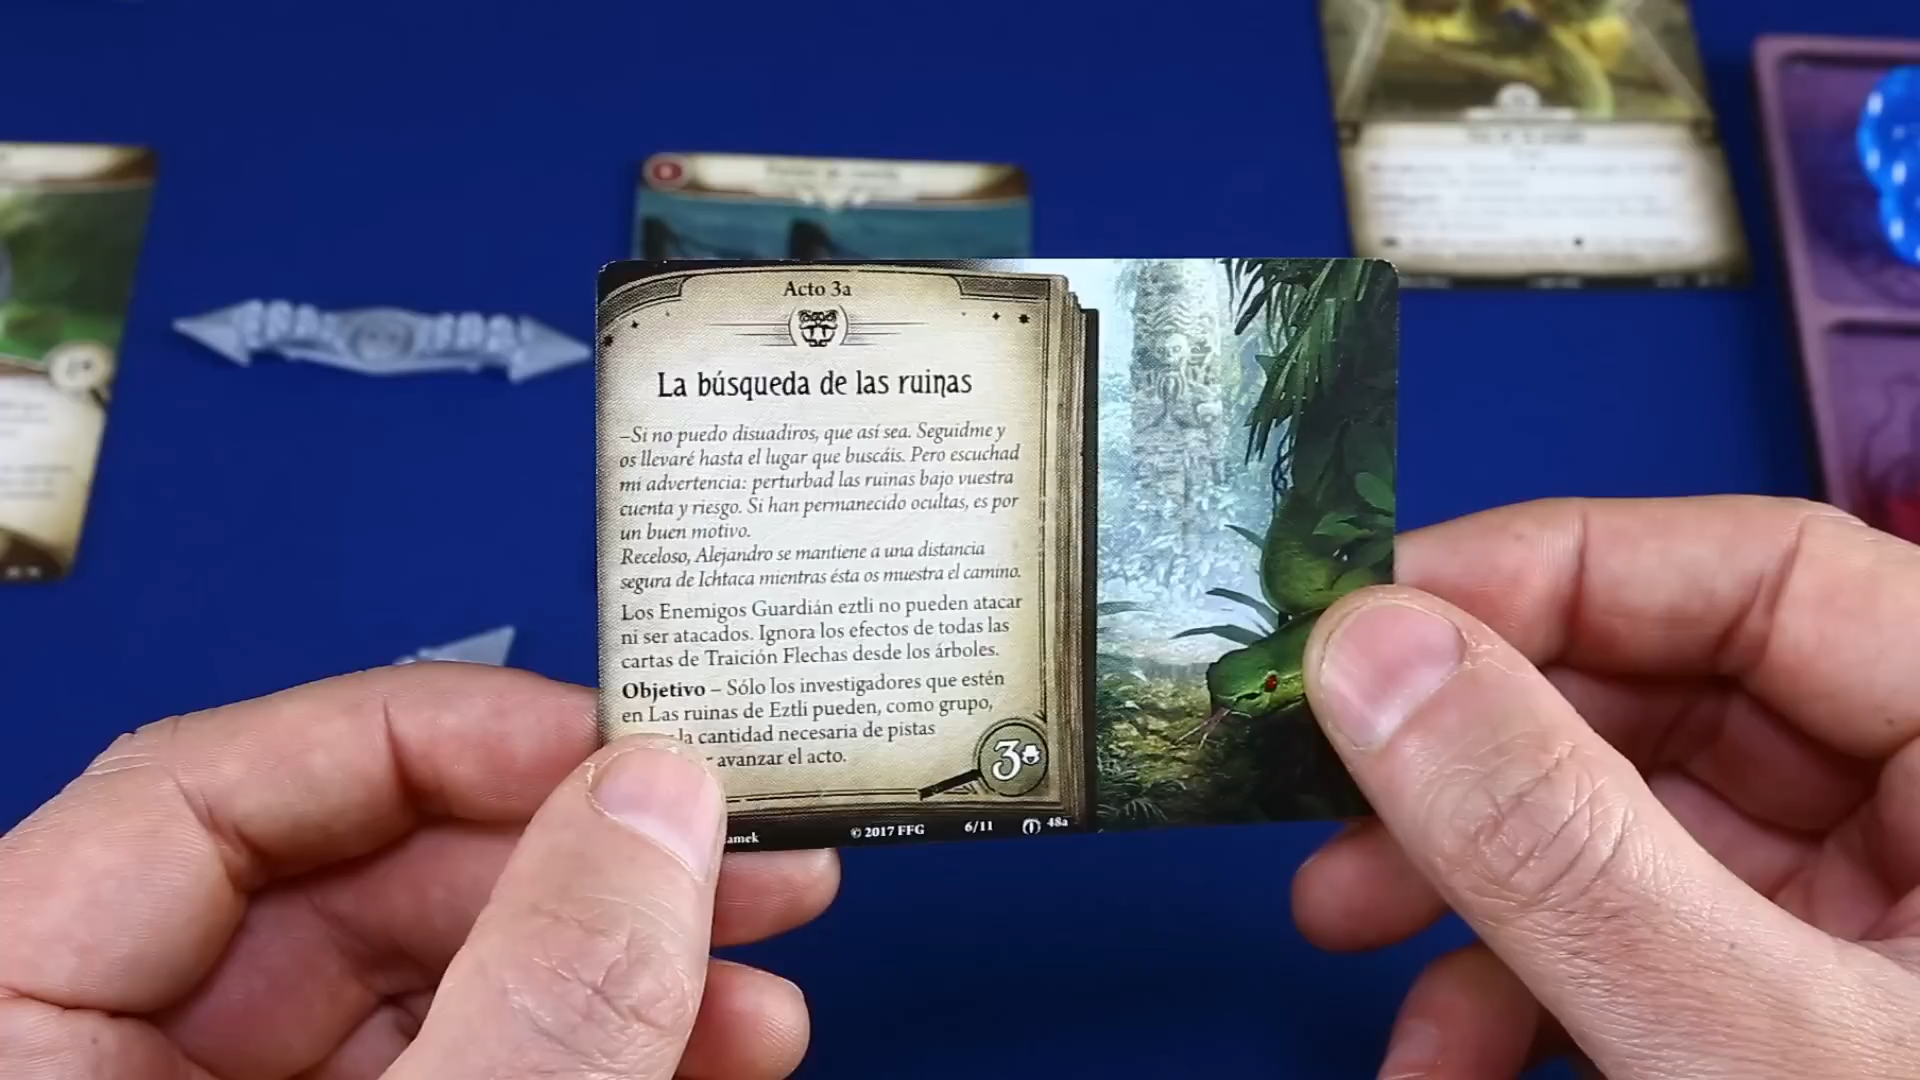 Acto 3a
La búsqueda de las ruinas
–Si no puedo disuadiros, que así sea. Seguidme y
os llevaré hasta el lugar que buscáis. Pero escuchad
mi advertencia: perturbad las ruinas bajo vuestra
cuenta y riesgo. Si han permanecido ocultas, es por
un buen motivo.
Receloso, Alejandro se mantiene a una distancia
segura de Ichtaca mientras ésta os muestra el camino.
Los Enemigos Guardián eztli no pueden atacar
ni ser atacados. Ignora los efectos de todas las
cartas de Traición Flechas desde los árboles.
Objetivo – Sólo los investigadores que estén
en Las ruinas de Eztli pueden, como grupo,
la cantidad necesaria de pistas
avanzar el acto.
3
amek © 2017 FFG 6/11 48a